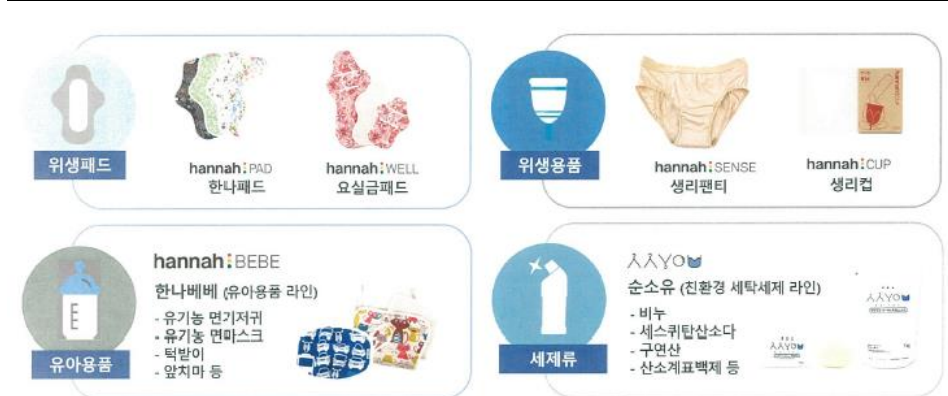 위생패드
hannah:PAD
한나패드
hannah:WELL
요실금패드
위생용품
hannah:SENSE
생리팬티
hannah:CUP
생리컵
유아용품
hannah:BEBE
한나베베 (유아용품 라인)
- 유기농 면기저귀
- 유기농 면마스크
- 턱받이
- 앞치마 등
세제류
순소유 (친환경 세탁세제 라인)
- 비누
- 세스퀴탑산소다
- 구연산
- 산소계표백제 등